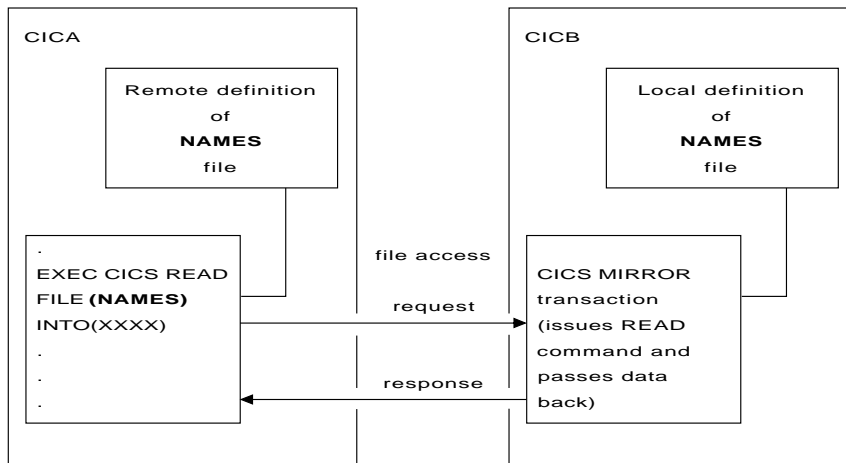 CICA
Remote definition
of
NAMES
file
.
EXEC CICS READ
FILE (NAMES)
INTO(XXXX)
.
.
.
file access
request
response
CICB
Local definition
of
NAMES
file
CICS MIRROR
transaction
(issues READ
command and
passes data
back)